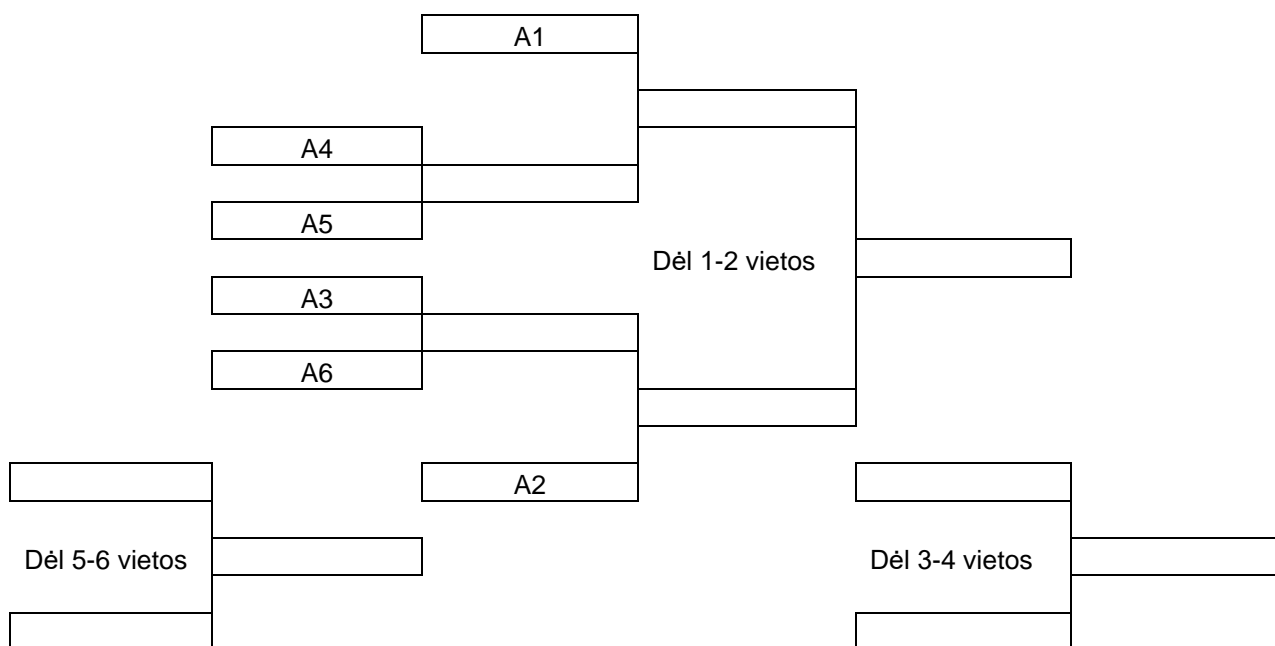 A1
A4
A5
Dėl 1-2 vietos
A3
A6
A2
Dėl 5-6 vietos
Dėl 3-4 vietos